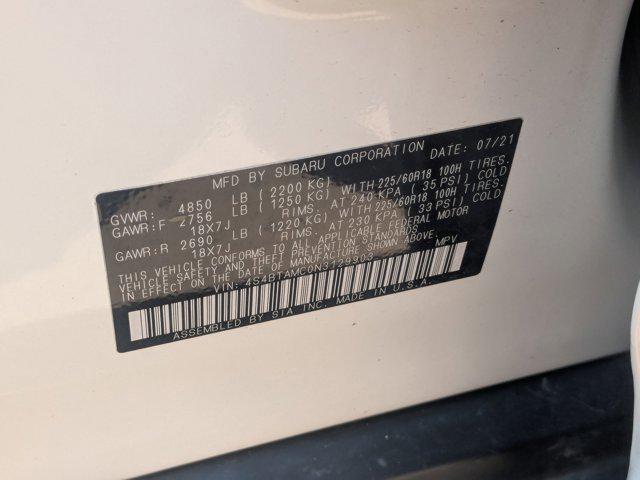 MFD BY SUBARU CORPORATION DATE: 07/21
GVWR: 4850 LB (2200 KG)
GAWR:F 2756 LB (1250 KG) WITH 225/60R18 100H TIRES,
18X7J RIMS, AT 240 KPA (35 PSI) COLD
GAWR:R 2690 LB (1220 KG) WITH 225/60R18 100H TIRES,
18X7J RIMS, AT 230 KPA (33 PSI) COLD
THIS VEHICLE CONFORMS TO ALL APPLICABLE FEDERAL MOTOR
VEHICLE SAFETY AND THEFT PREVENTION STANDARDS
IN EFFECT ON THE DATE OF MANUFACTURE SHOWN ABOVE.
VIN: 4S4BTAMC0N3129903 MPV
ASSEMBLED BY SIA INC. MADE IN U.S.A.